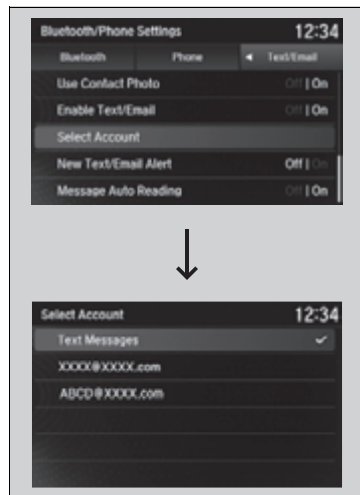 Bluetooth/Phone Settings 12:34
Bluetooth Phone ◄ Text/Email
Use Contact Photo Off | On
Enable Text/Email Off | On
Select Account
New Text/Email Alert Off | On
Message Auto Reading Off | On
Select Account 12:34
Text Messages ✓
XXXX@XXXX.com
ABCD@XXXX.com